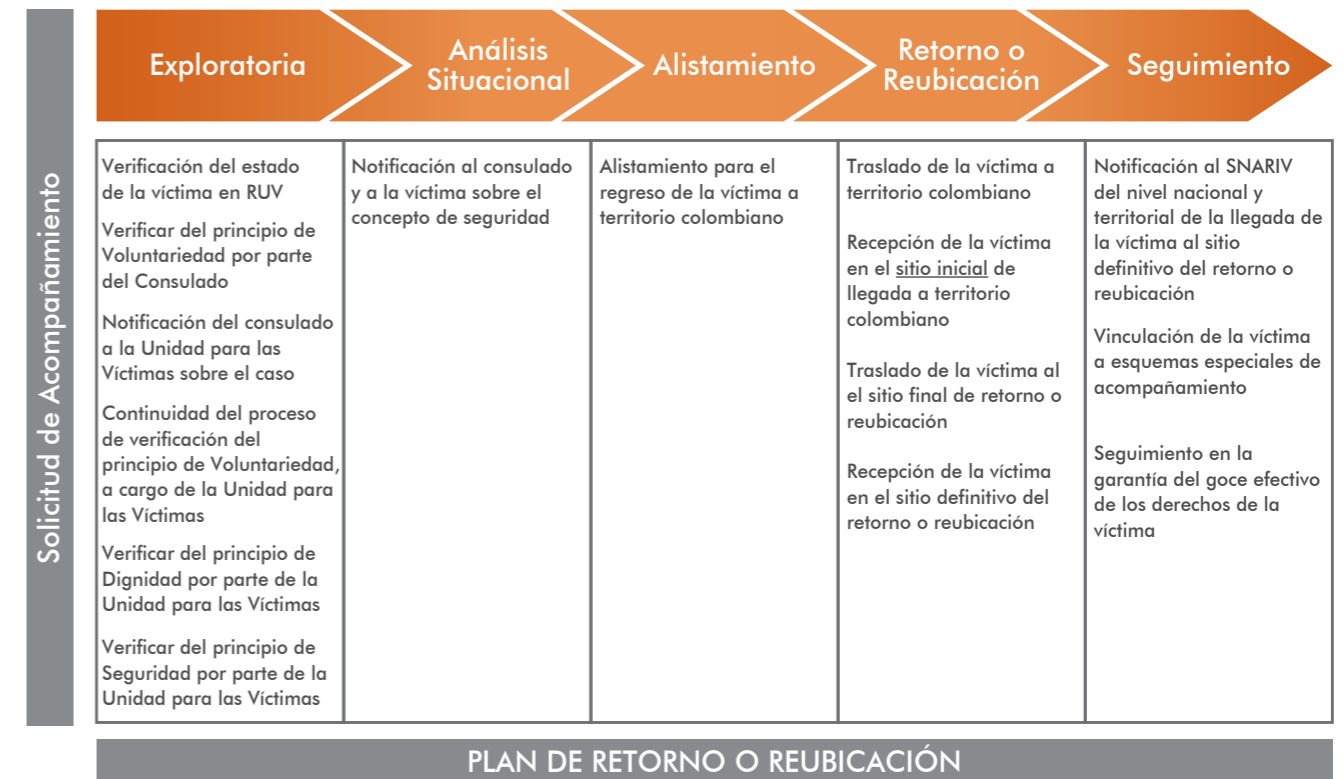 Solicitud de Acompañamiento
Exploratoria
Análisis
Situacional
Alistamiento
Retorno o
Reubicación
Seguimiento
Verificación del estado
de la víctima en RUV
Verificar del principio de
Voluntariedad por parte
del Consulado
Notificación del consulado
a la Unidad para las
Víctimas sobre el caso
Continuidad del proceso
de verificación del
principio de Voluntariedad,
a cargo de la Unidad para
las Víctimas
Verificar del principio de
Dignidad por parte de la
Unidad para las Víctimas
Verificar del principio de
Seguridad por parte de la
Unidad para las Víctimas
Notificación al consulado
y a la víctima sobre el
concepto de seguridad
Alistamiento para el
regreso de la víctima a
territorio colombiano
Traslado de la víctima a
territorio colombiano
Recepción de la víctima
en el sitio inicial de
llegada a territorio
colombiano
Traslado de la víctima al
el sitio final de retorno o
reubicación
Recepción de la víctima
en el sitio definitivo del
retorno o reubicación
Notificación al SNARIV
del nivel nacional y
territorial de la llegada de
la víctima al sitio
definitivo del retorno o
reubicación
Vinculación de la víctima
a esquemas especiales de
acompañamiento
Seguimiento en la
garantía del goce efectivo
de los derechos de la
víctima
PLAN DE RETORNO O REUBICACIÓN